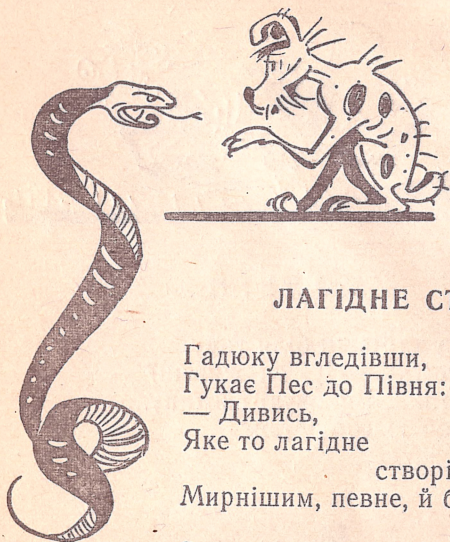 ЛАГІДНЕ СТ
Гадюку вгледівши,
Гукає Пес до Півня:
— Дивись,
Яке то лагідне
створі
Мирнішим, певне, й б